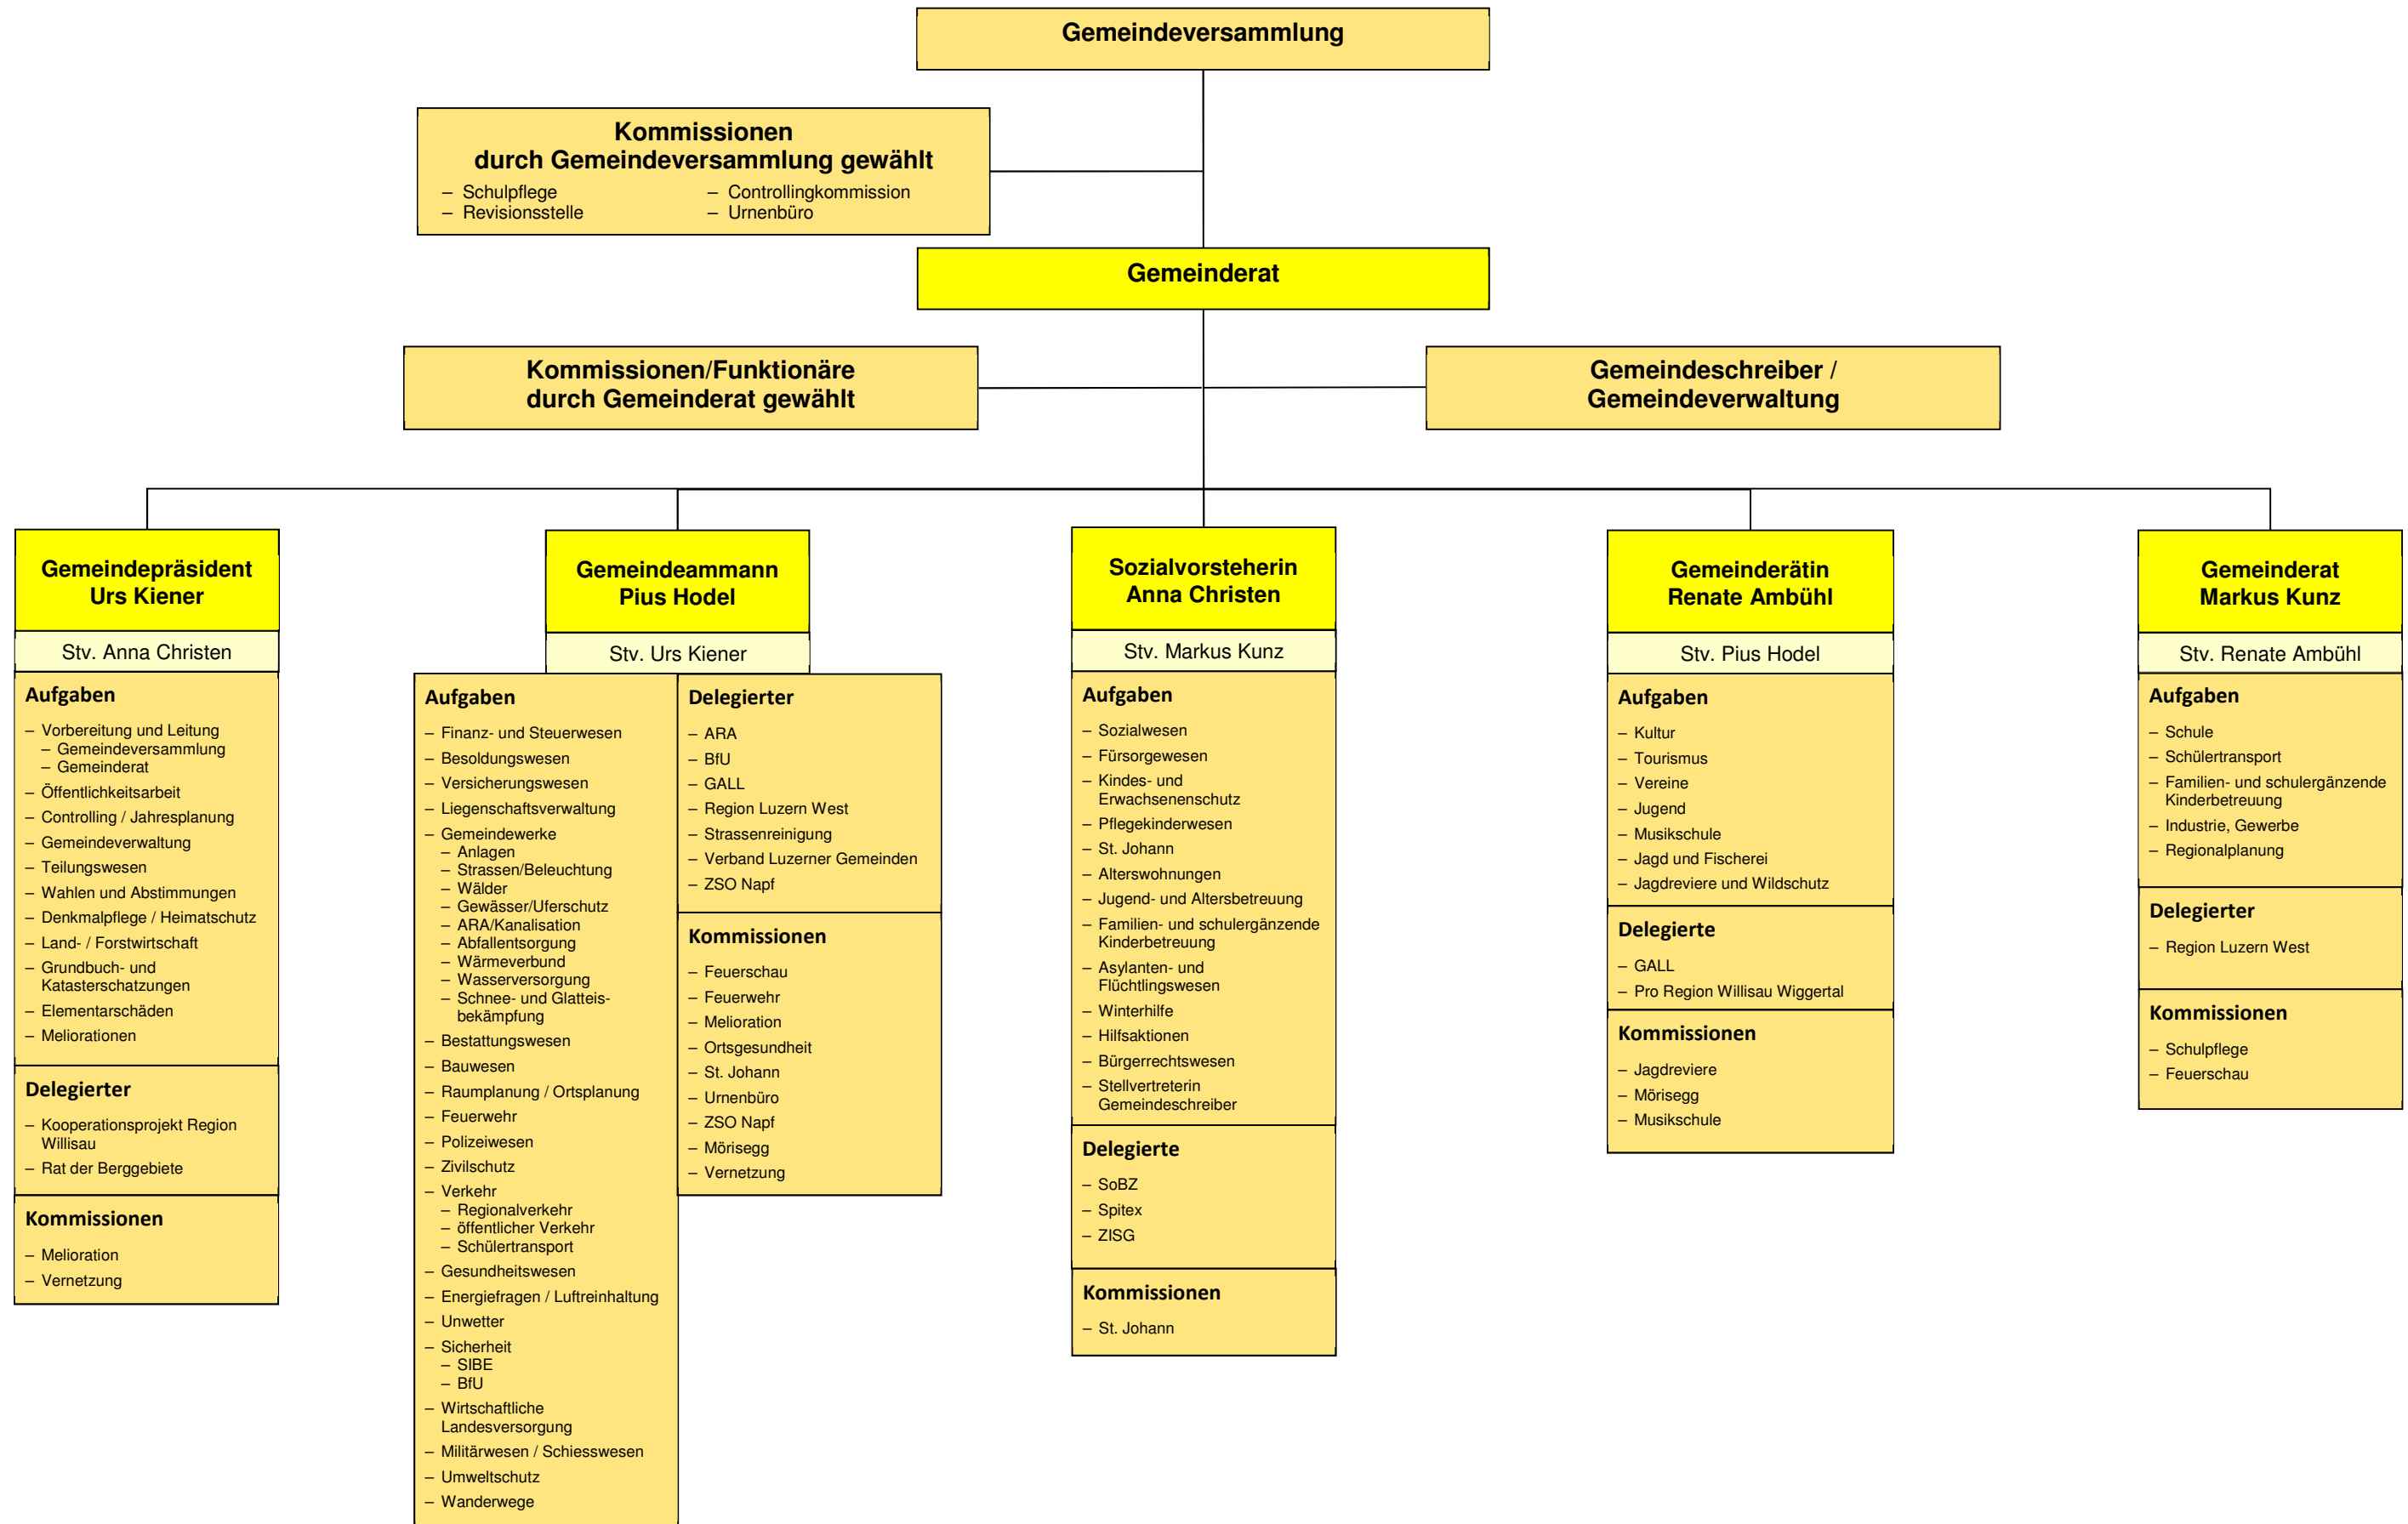 Gemeindeversammlung
Kommissionen
durch Gemeindeversammlung gewählt
– Schulpflege
– Revisionsstelle
– Controllingkommission
– Urnenbüro
Gemeinderat
Kommissionen/Funktionäre
durch Gemeinderat gewählt
Gemeindeschreiber /
Gemeindeverwaltung
Gemeindepräsident
Urs Kiener
Stv. Anna Christen
Aufgaben
– Vorbereitung und Leitung
– Gemeindeversammlung
– Gemeinderat
– Öffentlichkeitsarbeit
– Controlling / Jahresplanung
– Gemeindeverwaltung
– Teilungswesen
– Wahlen und Abstimmungen
– Denkmalpflege / Heimatschutz
– Land- / Forstwirtschaft
– Grundbuch- und
Katasterschatzungen
– Elementarschäden
– Meliorationen
Delegierter
– Kooperationsprojekt Region
Willisau
– Rat der Berggebiete
Kommissionen
– Melioration
– Vernetzung
Gemeindeammann
Pius Hodel
Stv. Urs Kiener
Aufgaben
– Finanz- und Steuerwesen
– Besoldungswesen
– Versicherungswesen
– Liegenschaftsverwaltung
– Gemeindewerke
– Anlagen
– Strassen/Beleuchtung
– Wälder
– Gewässer/Uferschutz
– ARA/Kanalisation
– Abfallentsorgung
– Wärmeverbund
– Wasserversorgung
– Schnee- und Glatteis-
bekämpfung
– Bestattungswesen
– Bauwesen
– Raumplanung / Ortsplanung
– Feuerwehr
– Polizeiwesen
– Zivilschutz
– Verkehr
– Regionalverkehr
– öffentlicher Verkehr
– Schülertransport
– Gesundheitswesen
– Energiefragen / Luftreinhaltung
– Unwetter
– Sicherheit
– SIBE
– BfU
– Wirtschaftliche
Landesversorgung
– Militärwesen / Schiesswesen
– Umweltschutz
– Wanderwege
Delegierter
– ARA
– BfU
– GALL
– Region Luzern West
– Strassenreinigung
– Verband Luzerner Gemeinden
– ZSO Napf
Kommissionen
– Feuerschau
– Feuerwehr
– Melioration
– Ortsgesundheit
– St. Johann
– Urnenbüro
– ZSO Napf
– Mörisegg
– Vernetzung
Sozialvorsteherin
Anna Christen
Stv. Markus Kunz
Aufgaben
– Sozialwesen
– Fürsorgewesen
– Kindes- und
Erwachsenenschutz
– Pflegekinderwesen
– St. Johann
– Alterswohnungen
– Jugend- und Altersbetreuung
– Familien- und schulergänzende
Kinderbetreuung
– Asylanten- und
Flüchtlingswesen
– Winterhilfe
– Hilfsaktionen
– Bürgerrechtswesen
– Stellvertreterin
Gemeindeschreiber
Delegierte
– SoBZ
– Spitex
– ZISG
Kommissionen
– St. Johann
Gemeinderätin
Renate Ambühl
Stv. Pius Hodel
Aufgaben
– Kultur
– Tourismus
– Vereine
– Jugend
– Musikschule
– Jagd und Fischerei
– Jagdreviere und Wildschutz
Delegierte
– GALL
– Pro Region Willisau Wiggertal
Kommissionen
– Jagdreviere
– Mörisegg
– Musikschule
Gemeinderat
Markus Kunz
Stv. Renate Ambühl
Aufgaben
– Schule
– Schülertransport
– Familien- und schulergänzende
Kinderbetreuung
– Industrie, Gewerbe
– Regionalplanung
Delegierter
– Region Luzern West
Kommissionen
– Schulpflege
– Feuerschau